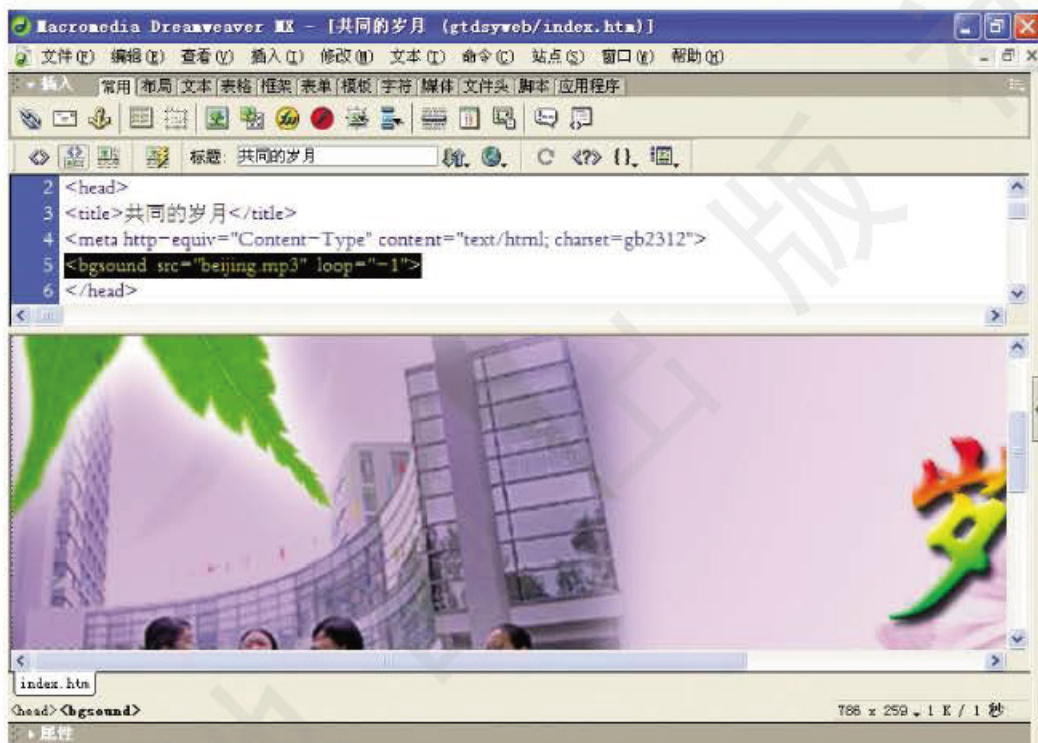 Macromedia Dreamweaver MX - [共同的岁月 (gtdsyweb/index.htm)]
文件(F) 编辑(E) 查看(V) 插入(I) 修改(M) 文本(T) 命令(C) 站点(S) 窗口(W) 帮助(H)
插入 常用 布局 文本 表格 框架 表单 模板 字符 媒体 文件头 脚本 应用程序
标题: 共同的岁月
2 <head>
3 <title>共同的岁月</title>
4 <meta http-equiv="Content-Type" content="text/html; charset=gb2312">
5 <bgsound src="beijing.mp3" loop="-1">
6 </head>
岁
index.htm
<head> <bgsound> 786 x 259 1 K / 1 秒
属性